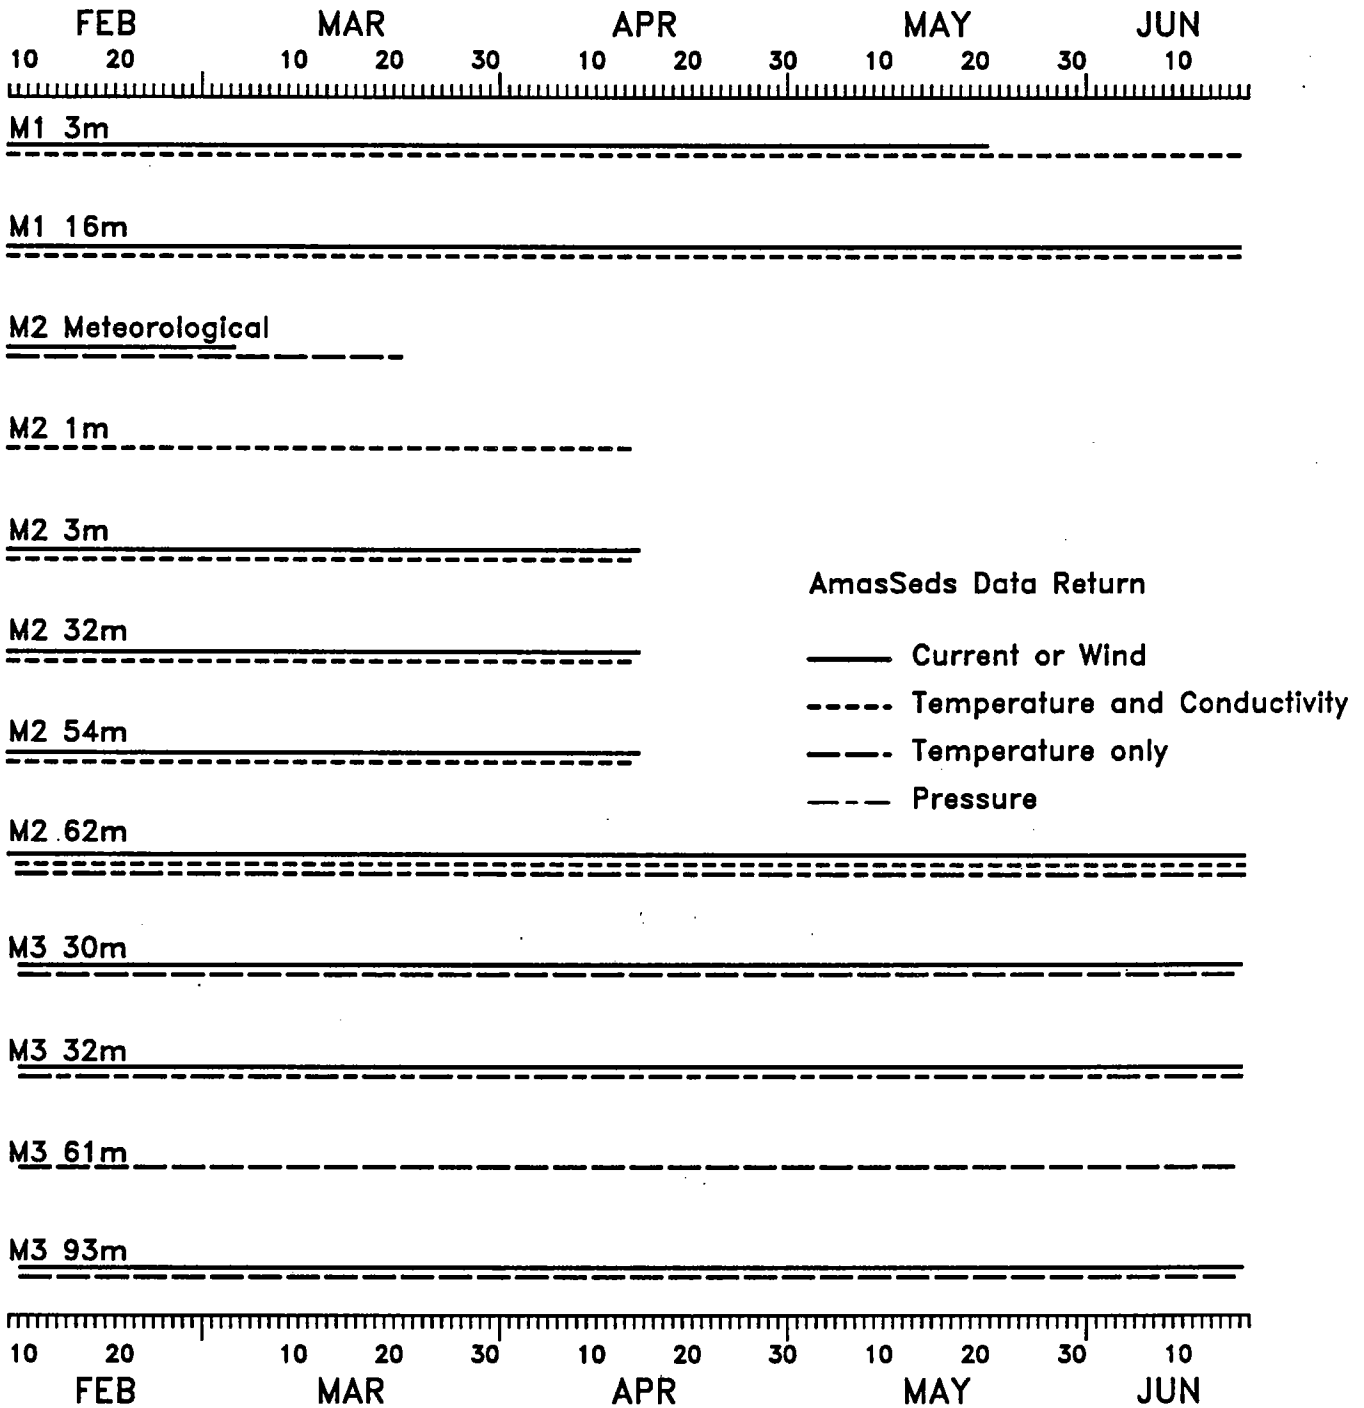 FEB MAR APR MAY JUN
10 20 10 20 30 10 20 30 10 20 30 10
M1 3m
M1 16m
M2 Meteorological
M2 1m
M2 3m
AmasSeds Data Return
M2 32m
Current or Wind
Temperature and Conductivity
M2 54m
Temperature only
Pressure
M2 62m
M3 30m
M3 32m
M3 61m
M3 93m
10 20 10 20 30 10 20 30 10 20 30 10
FEB MAR APR MAY JUN